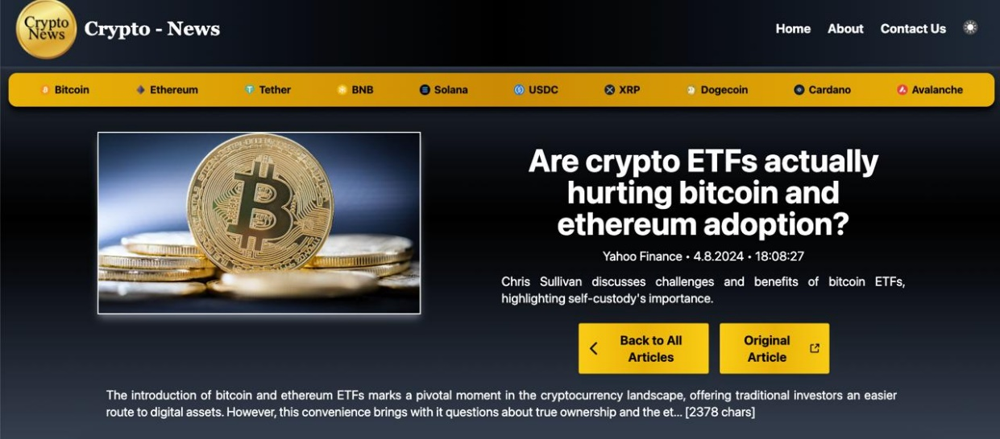 Crypto
News
Crypto - News
Home About Contact Us
Bitcoin Ethereum Tether BNB Solana USDC XRP Dogecoin Cardano Avalanche
Are crypto ETFs actually
hurting bitcoin and
ethereum adoption?
Yahoo Finance • 4.8.2024 • 18:08:27
Chris Sullivan discusses challenges and benefits of bitcoin ETFs,
highlighting self-custody's importance.
Back to All
Articles
Original
Article
The introduction of bitcoin and ethereum ETFs marks a pivotal moment in the cryptocurrency landscape, offering traditional investors an easier
route to digital assets. However, this convenience brings with it questions about true ownership and the et... [2378 chars]